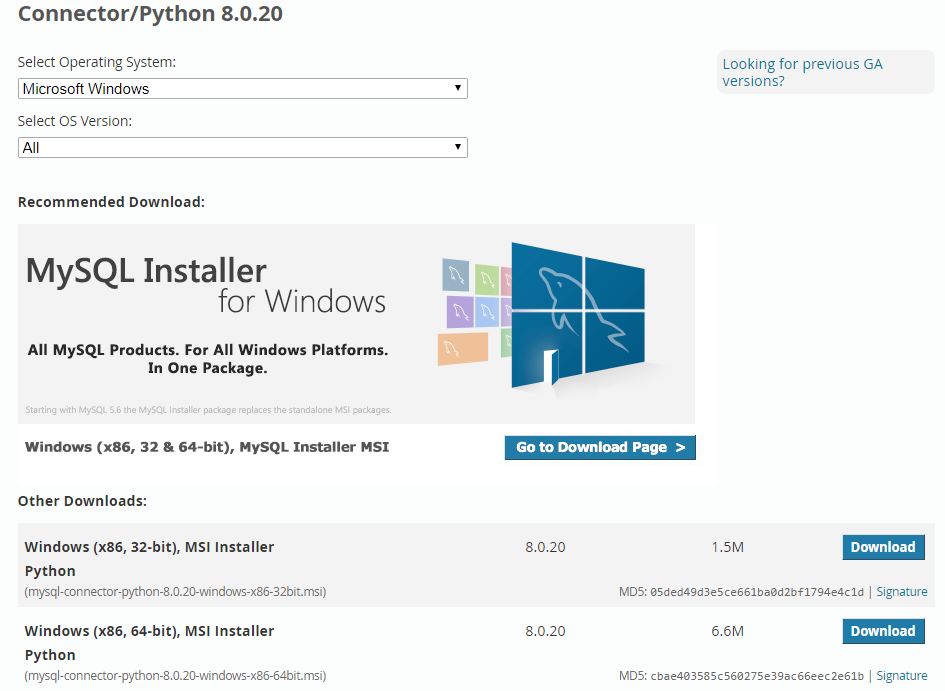 Connector/Python 8.0.20
Select Operating System:
Looking for previous GA
versions?
Microsoft Windows
Select OS Version:
All
Recommended Download:
MySQL Installer
for Windows
All MySQL Products. For All Windows Platforms.
In One Package.
Starting with MySQL 5.6 the MySQL Installer package replaces the standalone MSI packages.
Windows (x86, 32 & 64-bit), MySQL Installer MSI
Go to Download Page >
Other Downloads:
Windows (x86, 32-bit), MSI Installer 8.0.20 1.5M Download
Python
(mysql-connector-python-8.0.20-windows-x86-32bit.msi) MD5: 05ded49d3e5ce661ba0d2bf1794e4c1d | Signature
Windows (x86, 64-bit), MSI Installer 8.0.20 6.6M Download
Python
(mysql-connector-python-8.0.20-windows-x86-64bit.msi) MD5: cbae403585c560275e39ac66eec2e61b | Signature